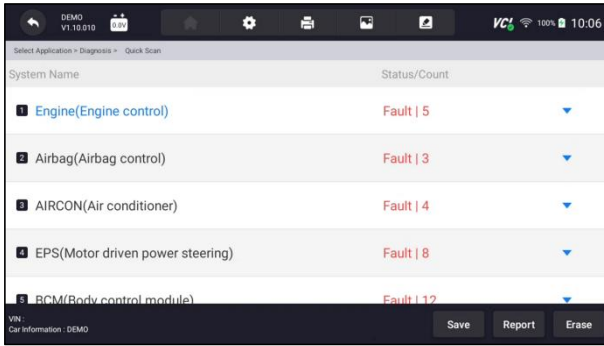 DEMO
V1.10.010
0.8V
VCI 100% 10:06
Select Application > Diagnosis > Quick Scan
System Name Status/Count
1 Engine(Engine control) Fault | 5
2 Airbag(Airbag control) Fault | 3
3 AIRCON(Air conditioner) Fault | 4
4 EPS(Motor driven power steering) Fault | 8
5 BCM(Body control module) Fault | 12
VIN :
Car Information : DEMO
Save Report Erase